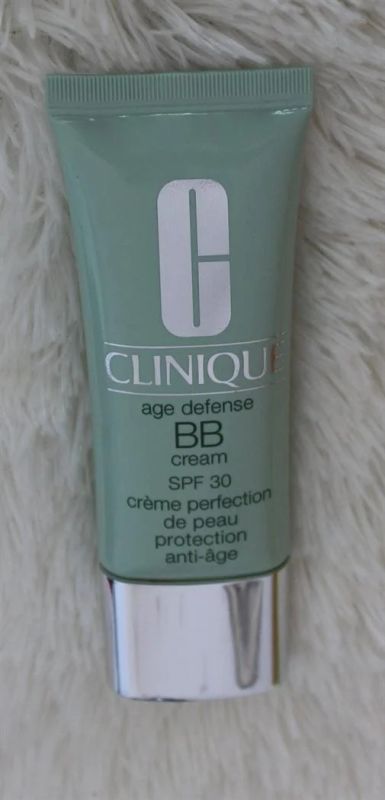 C
CLINIQUE
age defense
BB
cream
SPF 30
crème perfection
de peau
protection
anti-âge